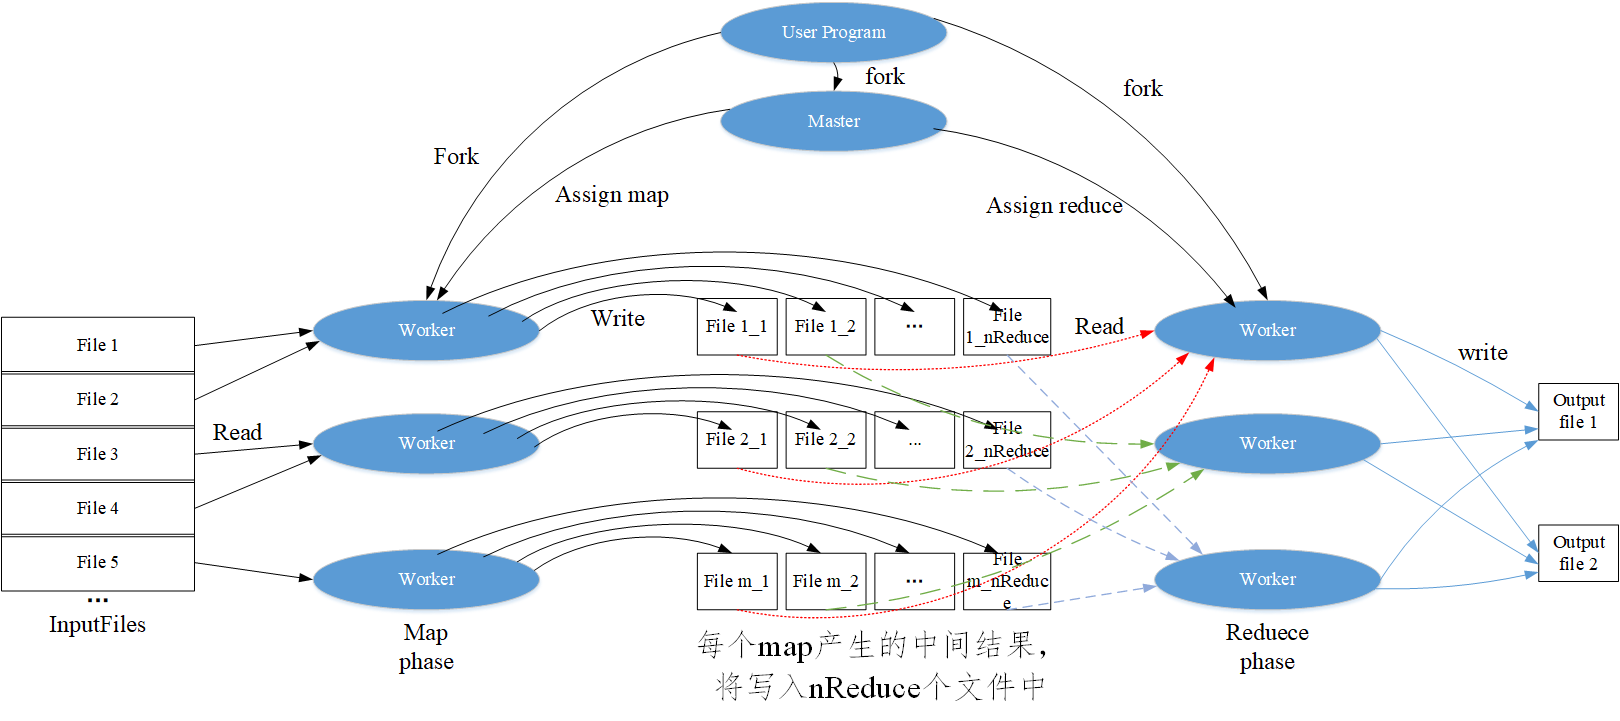 User Program
fork
Master
fork
Fork
Assign map
Assign reduce
File 1
File 2
File 3
File 4
File 5
...
InputFiles
Read
Worker
Worker
Worker
Map
phase
Write
File 1_1
File 1_2
...
File
1_nReduce
File 2_1
File 2_2
...
File
2_nReduce
File m_1
File m_2
...
File
m_nReduc
e
每个map产生的中间结果，
将写入nReduce个文件中
Read
Worker
Worker
Worker
Reduece
phase
write
Output
file 1
Output
file 2